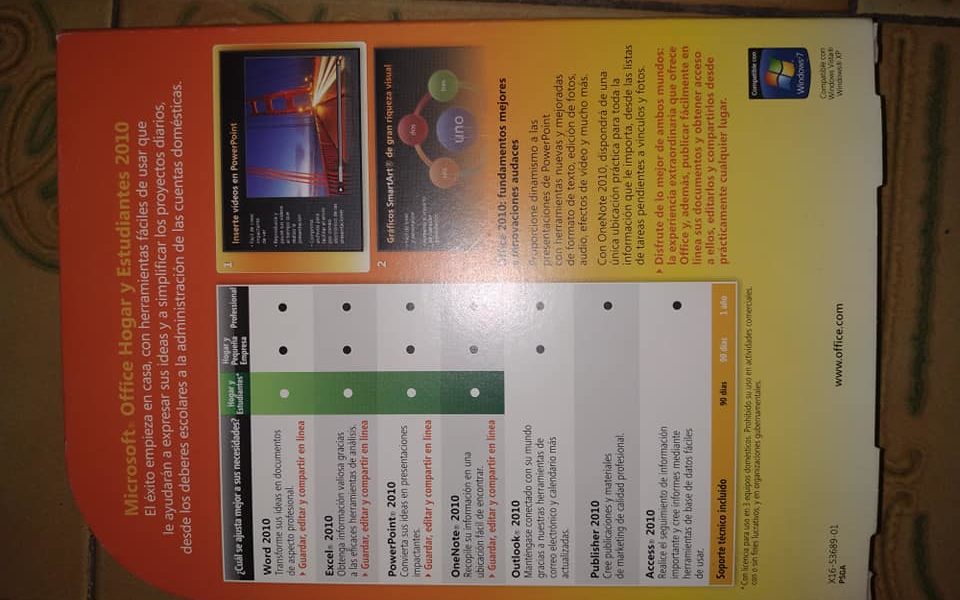 Microsoft® Office Hogar y Estudiantes 2010
El éxito empieza en casa, con herramientas fáciles de usar que
le ayudarán a expresar sus ideas y a simplificar los proyectos diarios,
desde los deberes escolares a la administración de las cuentas domésticas.
¿Cuál se ajusta mejor a sus necesidades?
Hogar y
Estudiantes*
Hogar y
Pequeña
Empresa
Professional
Word 2010
Transforme sus ideas en documentos
de aspecto profesional.
Guardar, editar y compartir en línea
Excel® 2010
Obtenga información valiosa gracias
a las eficaces herramientas de análisis.
Guardar, editar y compartir en línea
PowerPoint® 2010
Convierta sus ideas en presentaciones
impactantes.
Guardar, editar y compartir en línea
OneNote® 2010
Recopile su información en una
ubicación fácil de encontrar.
Guardar, editar y compartir en línea
Outlook® 2010
Manténgase conectado con su mundo
gracias a nuestras herramientas de
correo electrónico y calendario más
actualizadas.
Publisher 2010
Cree publicaciones y materiales
de marketing de calidad profesional.
Access® 2010
Realice el seguimiento de información
importante y cree informes mediante
herramientas de base de datos fáciles
de usar.
Soporte técnico incluido
90 días
90 días
1 año
* Con licencia para uso en 3 equipos domésticos. Prohibido su uso en actividades comerciales,
con o sin fines lucrativos, y en organizaciones gubernamentales.
1
Inserte vídeos en PowerPoint
2
Gráficos SmartArt® de gran riqueza visual
uno
dos
Office 2010: fundamentos mejores
e innovaciones audaces
Proporcione dinamismo a las
presentaciones de PowerPoint
con herramientas nuevas y mejoradas
de formato de texto, edición de fotos,
audio, efectos de vídeo y mucho más.
Con OneNote 2010, dispondrá de una
única ubicación práctica para toda la
información que le importa, desde las listas
de tareas pendientes a vínculos y fotos.
Disfrute de lo mejor de ambos mundos:
la experiencia extraordinaria que ofrece
Office y, además, publicar fácilmente en
línea sus documentos y obtener acceso
a ellos, editarlos y compartirlos desde
prácticamente cualquier lugar.
Compatible con
Windows®7
Compatible con
Windows Vista®
Windows® XP
www.office.com
X16-53689-01
PSGA